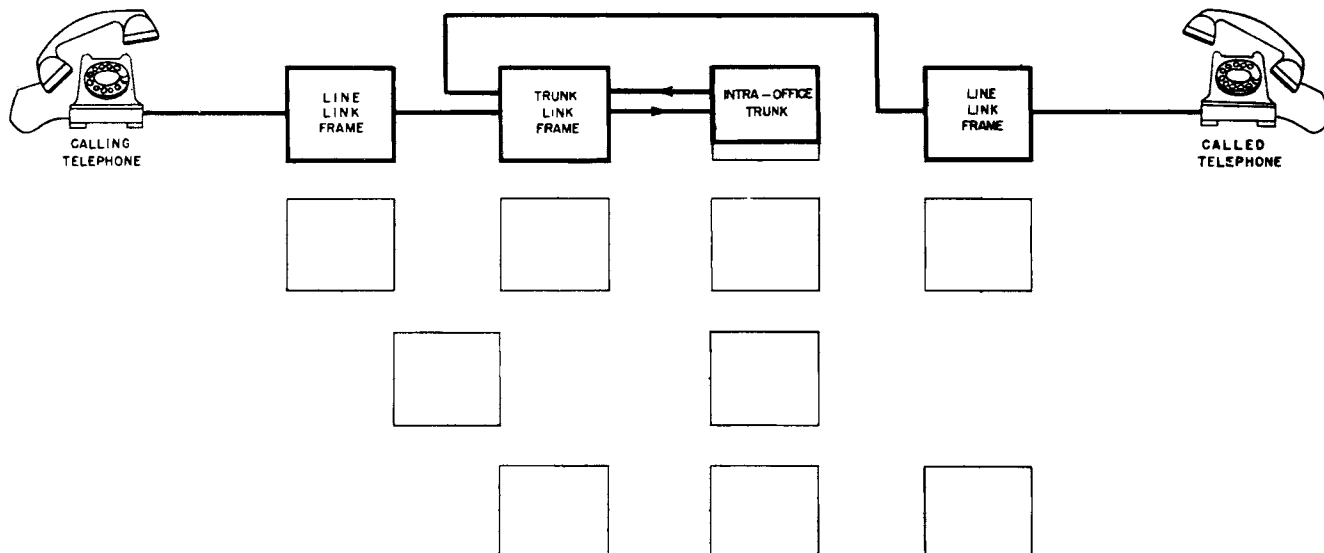 CALLING
TELEPHONE
LINE
LINK
FRAME
TRUNK
LINK
FRAME
INTRA-OFFICE
TRUNK
LINE
LINK
FRAME
CALLED
TELEPHONE